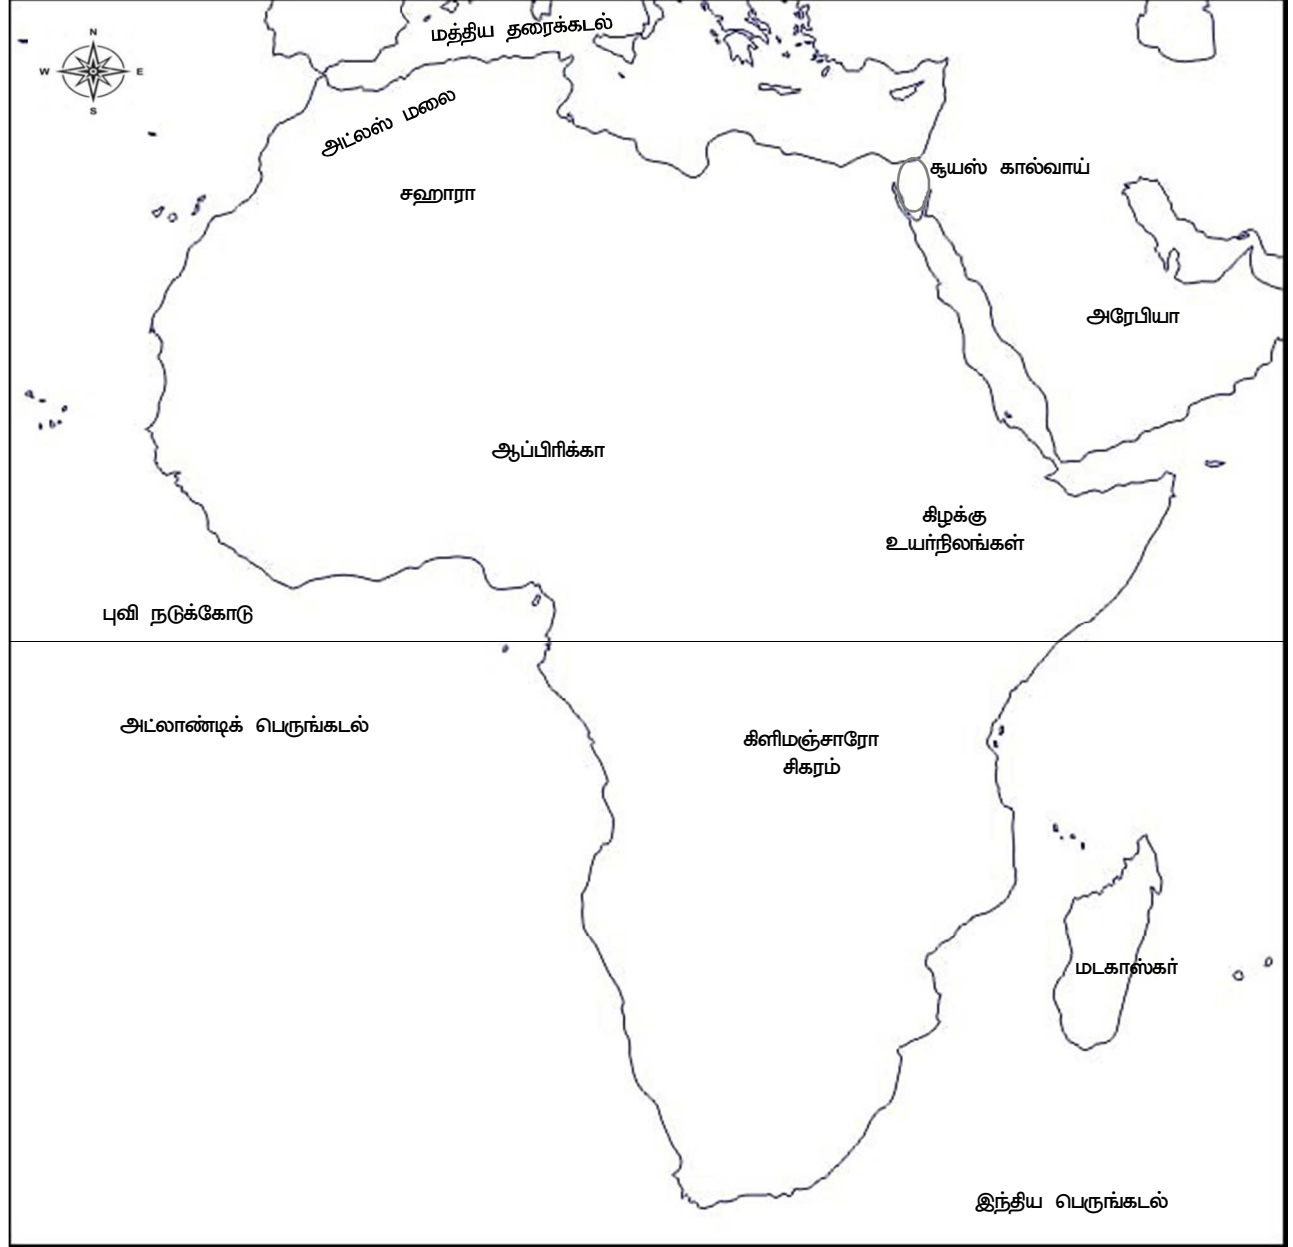 மத்திய தரைக்கடல்
N
W E
S
அட்லஸ் மலை
சூயஸ் கால்வாய்
சஹாரா
அரேபியா
ஆப்பிரிக்கா
கிழக்கு
உயர்நிலங்கள்
புவி நடுக்கோடு
அட்லாண்டிக் பெருங்கடல்
கிளிமஞ்சாரோ
சிகரம்
மடகாஸ்கர்
இந்திய பெருங்கடல்